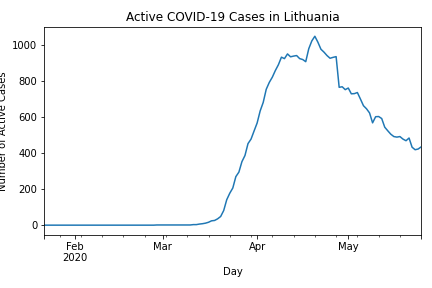 Active COVID-19 Cases in Lithuania
Number of Active Cases
1000
800
600
400
200
0
Feb Mar Apr May
2020
Day